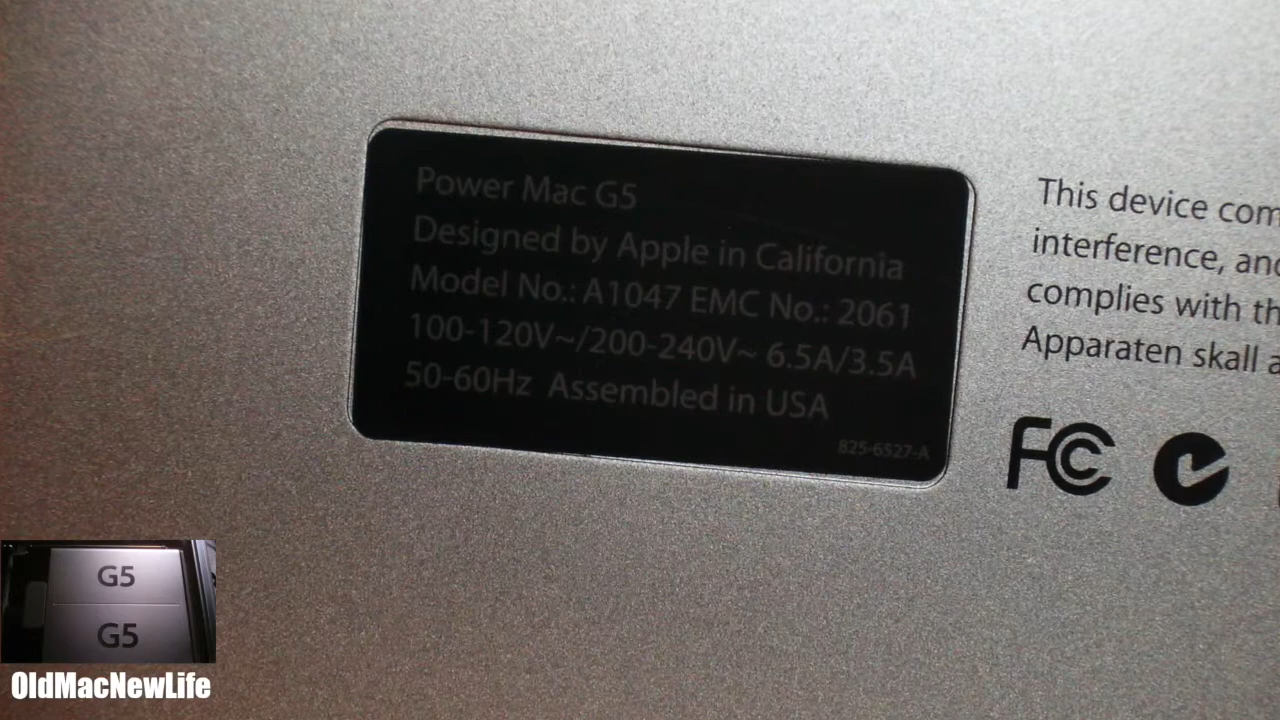 Power Mac G5
Designed by Apple in California
Model No.: A1047 EMC No.: 2061
100-120V~/200-240V~ 6.5A/3.5A
50-60Hz Assembled in USA
825-6527-A
This device com
interference, and
complies with th
Apparaten skall a
FC
G5
G5
OldMacNewLife